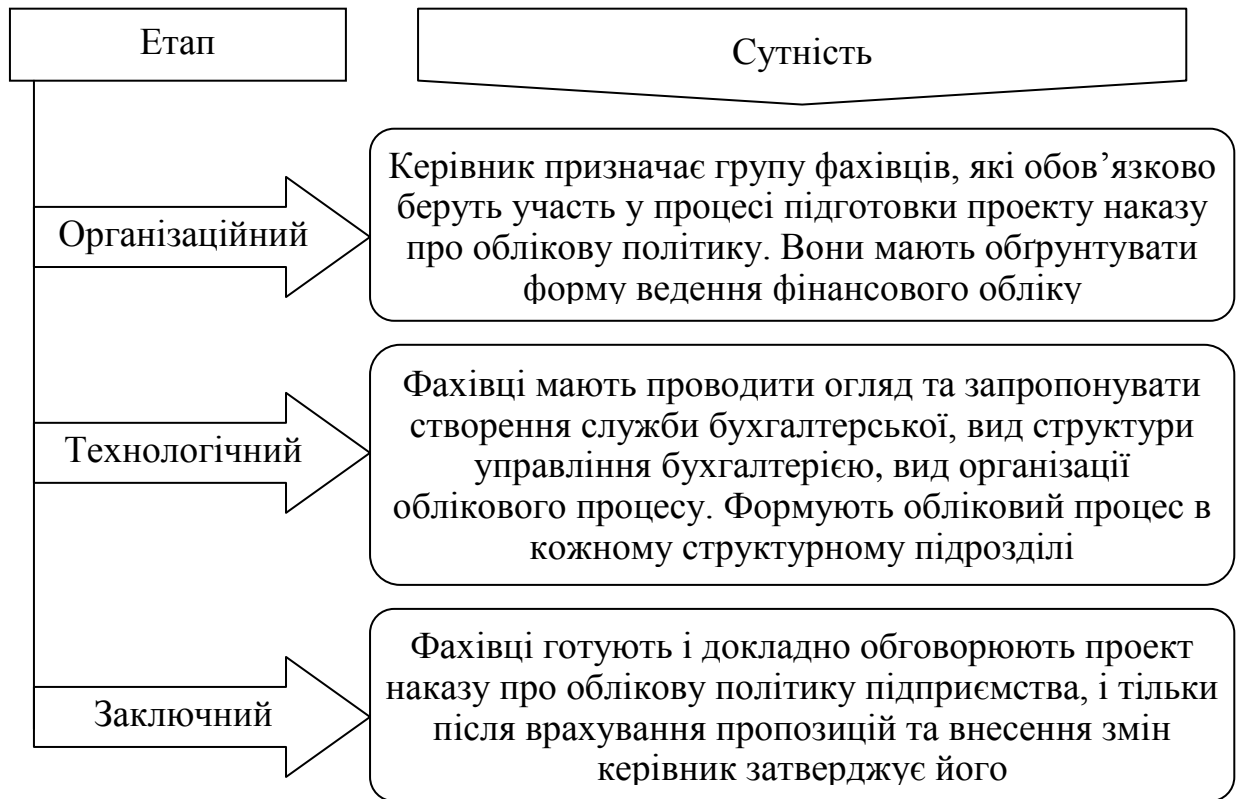 Етап
Сутність
Організаційний
Керівник призначає групу фахівців, які обов’язково
беруть участь у процесі підготовки проекту наказу
про облікову політику. Вони мають обґрунтувати
форму ведення фінансового обліку
Технологічний
Фахівці мають проводити огляд та запропонувати
створення служби бухгалтерської, вид структури
управління бухгалтерією, вид організації
облікового процесу. Формують обліковий процес в
кожному структурному підрозділі
Заключний
Фахівці готують і докладно обговорюють проект
наказу про облікову політику підприємства, і тільки
після врахування пропозицій та внесення змін
керівник затверджує його